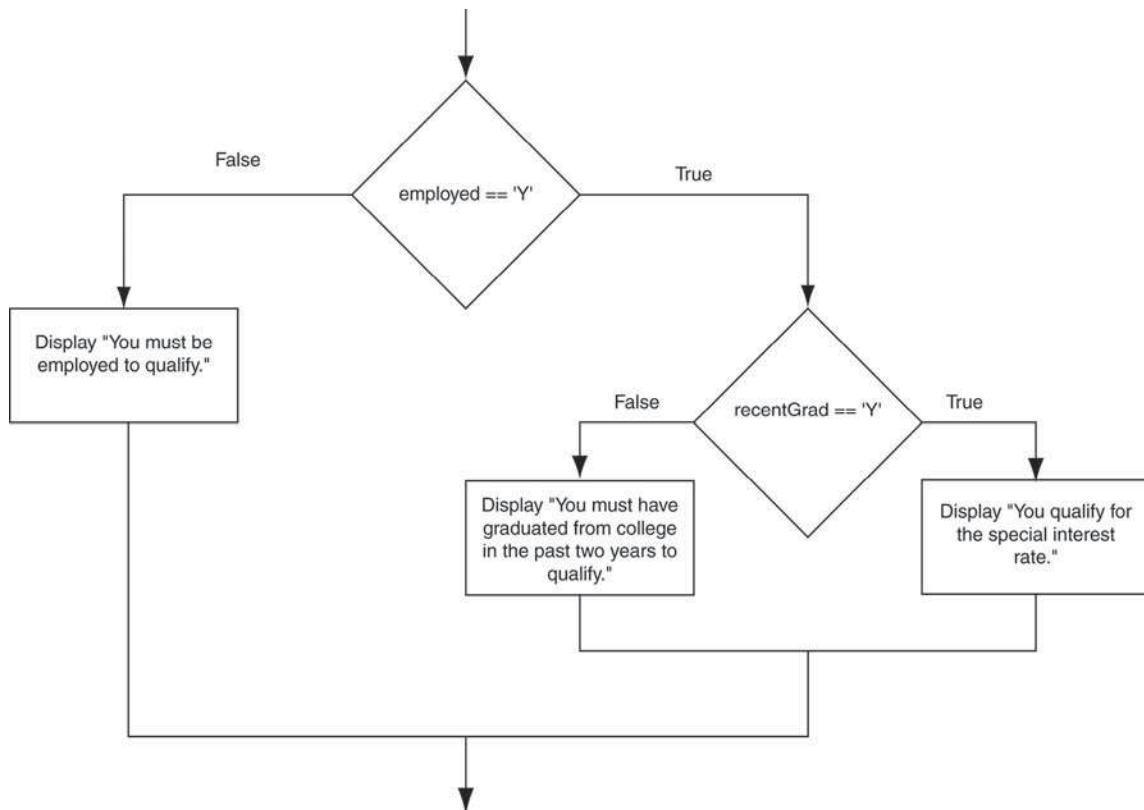 False
employed == 'Y'
True
Display "You must be
employed to qualify."
False
recentGrad == 'Y'
True
Display "You must have
graduated from college
in the past two years to
qualify."
Display "You qualify for
the special interest
rate."